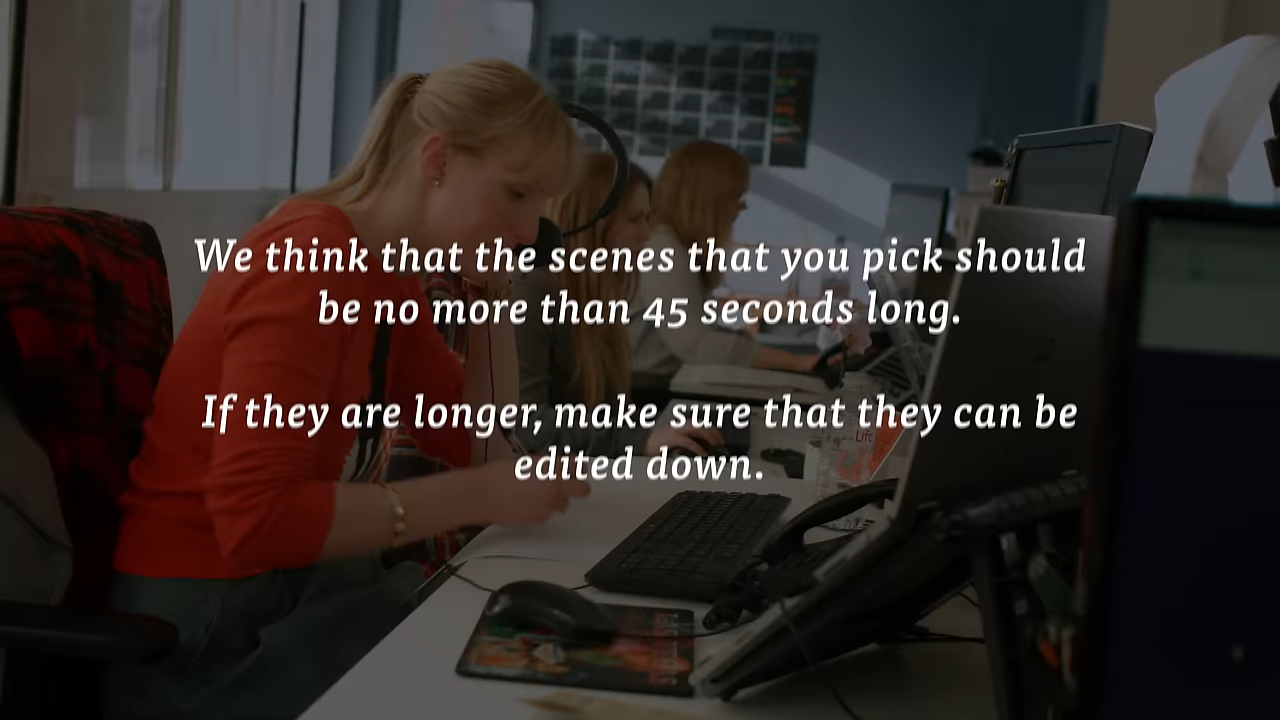 We think that the scenes that you pick should
be no more than 45 seconds long.
If they are longer, make sure that they can be
edited down.
Life